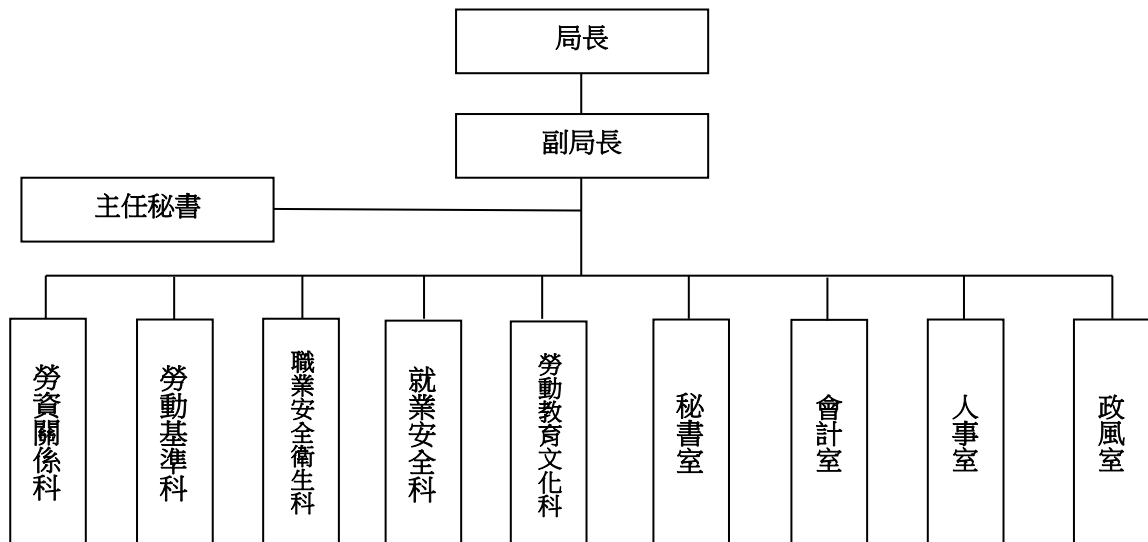 局長
副局長
主任秘書
勞資關係科
勞動基準科
職業安全衛生科
就業安全科
勞動教育文化科
秘書室
會計室
人事室
政風室